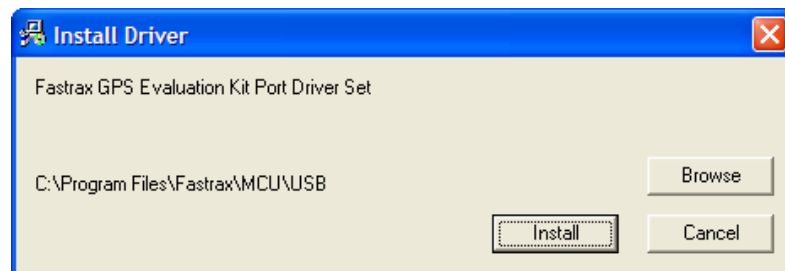 Install Driver
Fastrax GPS Evaluation Kit Port Driver Set
C:\Program Files\Fastrax\MCU\USB
Browse
Install
Cancel